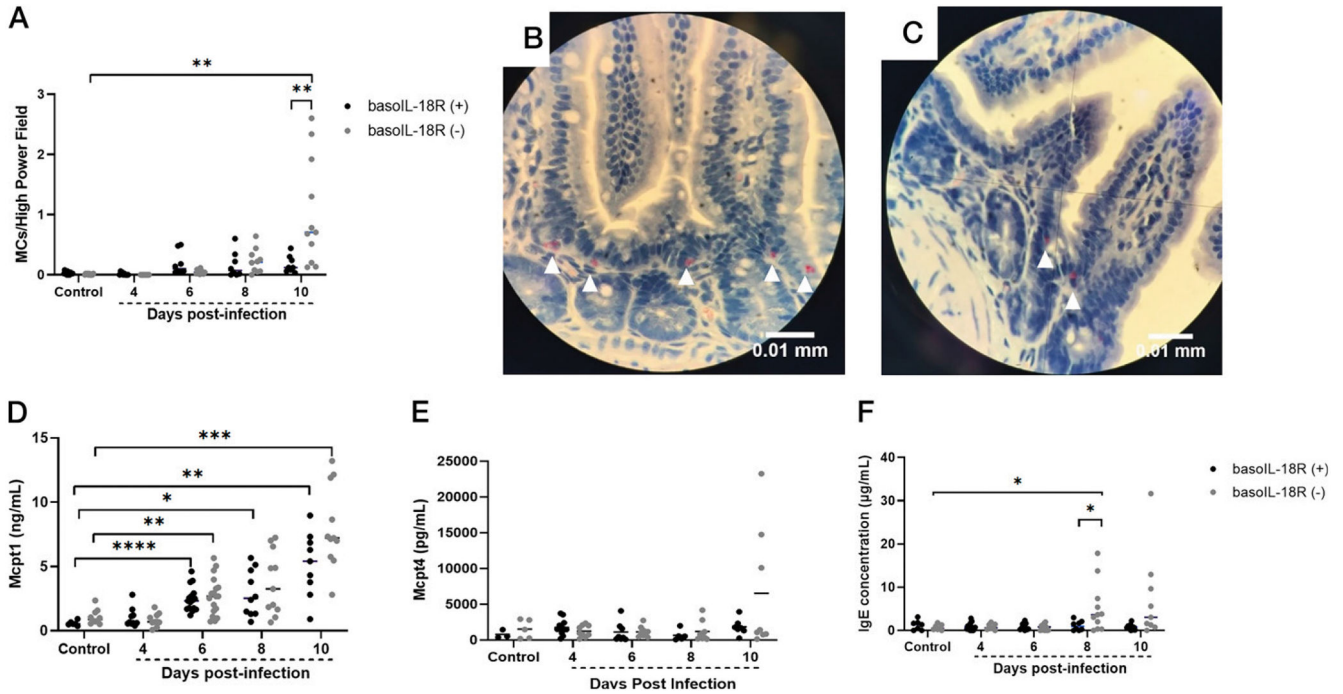 A
MCs/High Power Field
3
2
1
0
Control
4
6
8
10
Days post-infection
**
**
basoIL-18R (+)
basoIL-18R (-)
B
0.01 mm
C
0.01 mm
D
Mcpt1 (ng/mL)
15
10
5
0
Control
4
6
8
10
Days post-infection
***
**
*
**
****
E
Mcpt4 (pg/mL)
25000
20000
15000
10000
5000
0
Control
4
6
8
10
Days Post Infection
F
IgE concentration (µg/mL)
40
30
20
10
0
Control
4
6
8
10
Days post-infection
*
*
basoIL-18R (+)
basoIL-18R (-)